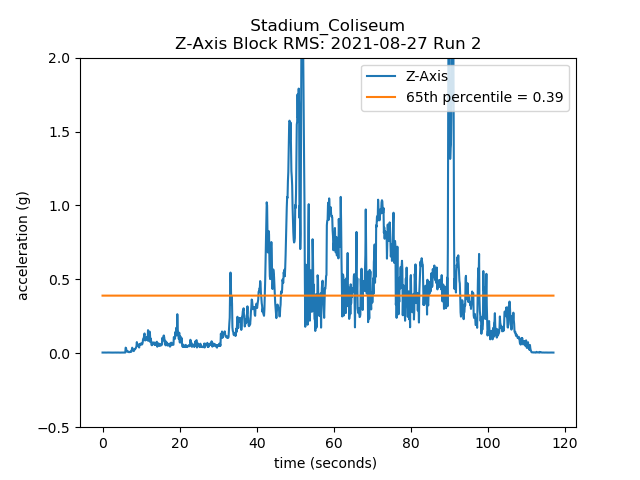 Stadium_Coliseum
Z-Axis Block RMS: 2021-08-27 Run 2
2.0
1.5
1.0
0.5
0.0
−0.5
acceleration (g)
Z-Axis
65th percentile = 0.39
0 20 40 60 80 100 120
time (seconds)